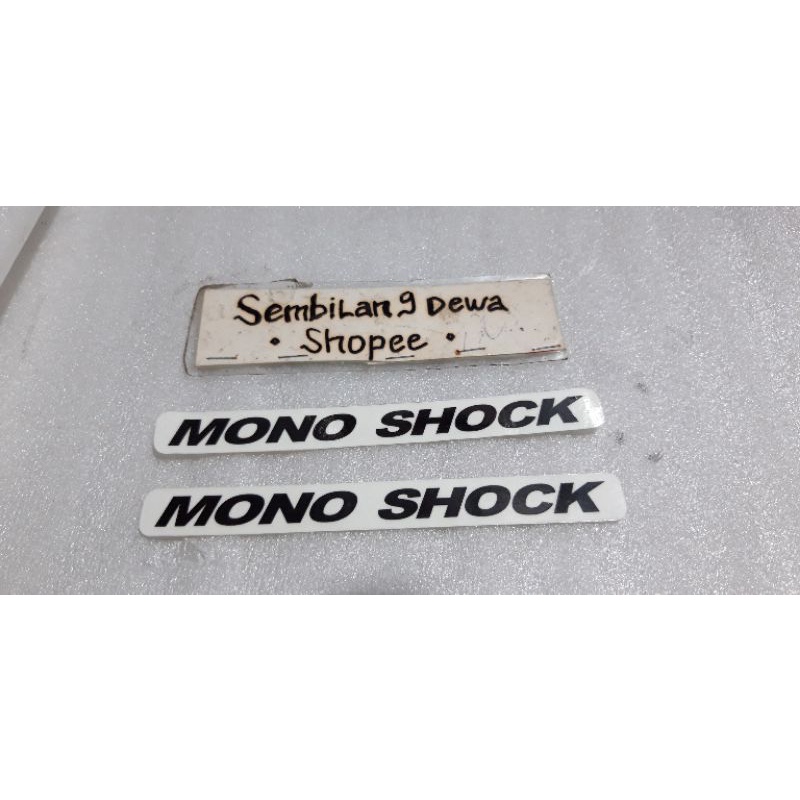 Sembilan 9 Dewa
• Shopee •
MONO SHOCK
MONO SHOCK